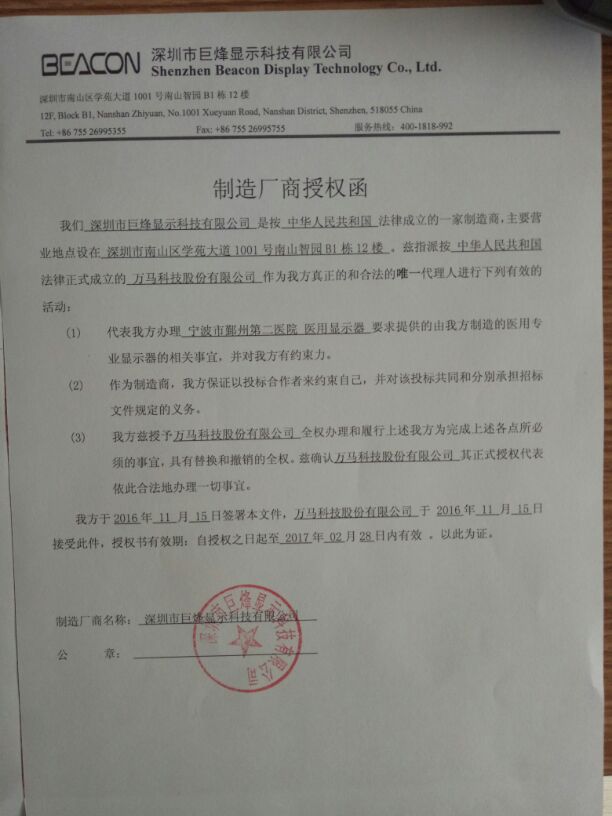 BEACON 深圳市巨烽显示科技有限公司
Shenzhen Beacon Display Technology Co., Ltd.
深圳市南山区学苑大道 1001 号南山智园 B1 栋 12 楼
12F, Block B1, Nanshan Zhiyuan, No.1001 Xueyuan Road, Nanshan District, Shenzhen, 518055 China
Tel: +86 755 26995355 Fax: +86 755 26995755 服务热线：400-1818-992
制造厂商授权函
我们 深圳市巨烽显示科技有限公司 是按 中华人民共和国 法律成立的一家制造商，主要营
业地点设在 深圳市南山区学苑大道 1001 号南山智园 B1 栋 12 楼 。兹指派按 中华人民共和国
法律正式成立的 万马科技股份有限公司 作为我方真正的和合法的唯一代理人进行下列有效的
活动：
(1) 代表我方办理 宁波市鄞州第二医院 医用显示器 要求提供的由我方制造的医用专
业显示器的相关事宜，并对我方有约束力。
(2) 作为制造商，我方保证以投标合作者来约束自己，并对该投标共同和分别承担招标
文件规定的义务。
(3) 我方兹授予万马科技股份有限公司 全权办理和履行上述我方为完成上述各点所必
须的事宜，具有替换和撤销的全权。兹确认万马科技股份有限公司 其正式授权代表
依此合法地办理一切事宜。
我方于 2016 年 11 月 15 日签署本文件，万马科技股份有限公司 于 2016 年 11 月 15 日
接受此件，授权书有效期：自授权之日起至 2017 年 02 月 28 日内有效 。以此为证。
制造厂商名称： 深圳市巨烽显示科技有限公司
公 章：
深圳市巨烽显示科技有限公司